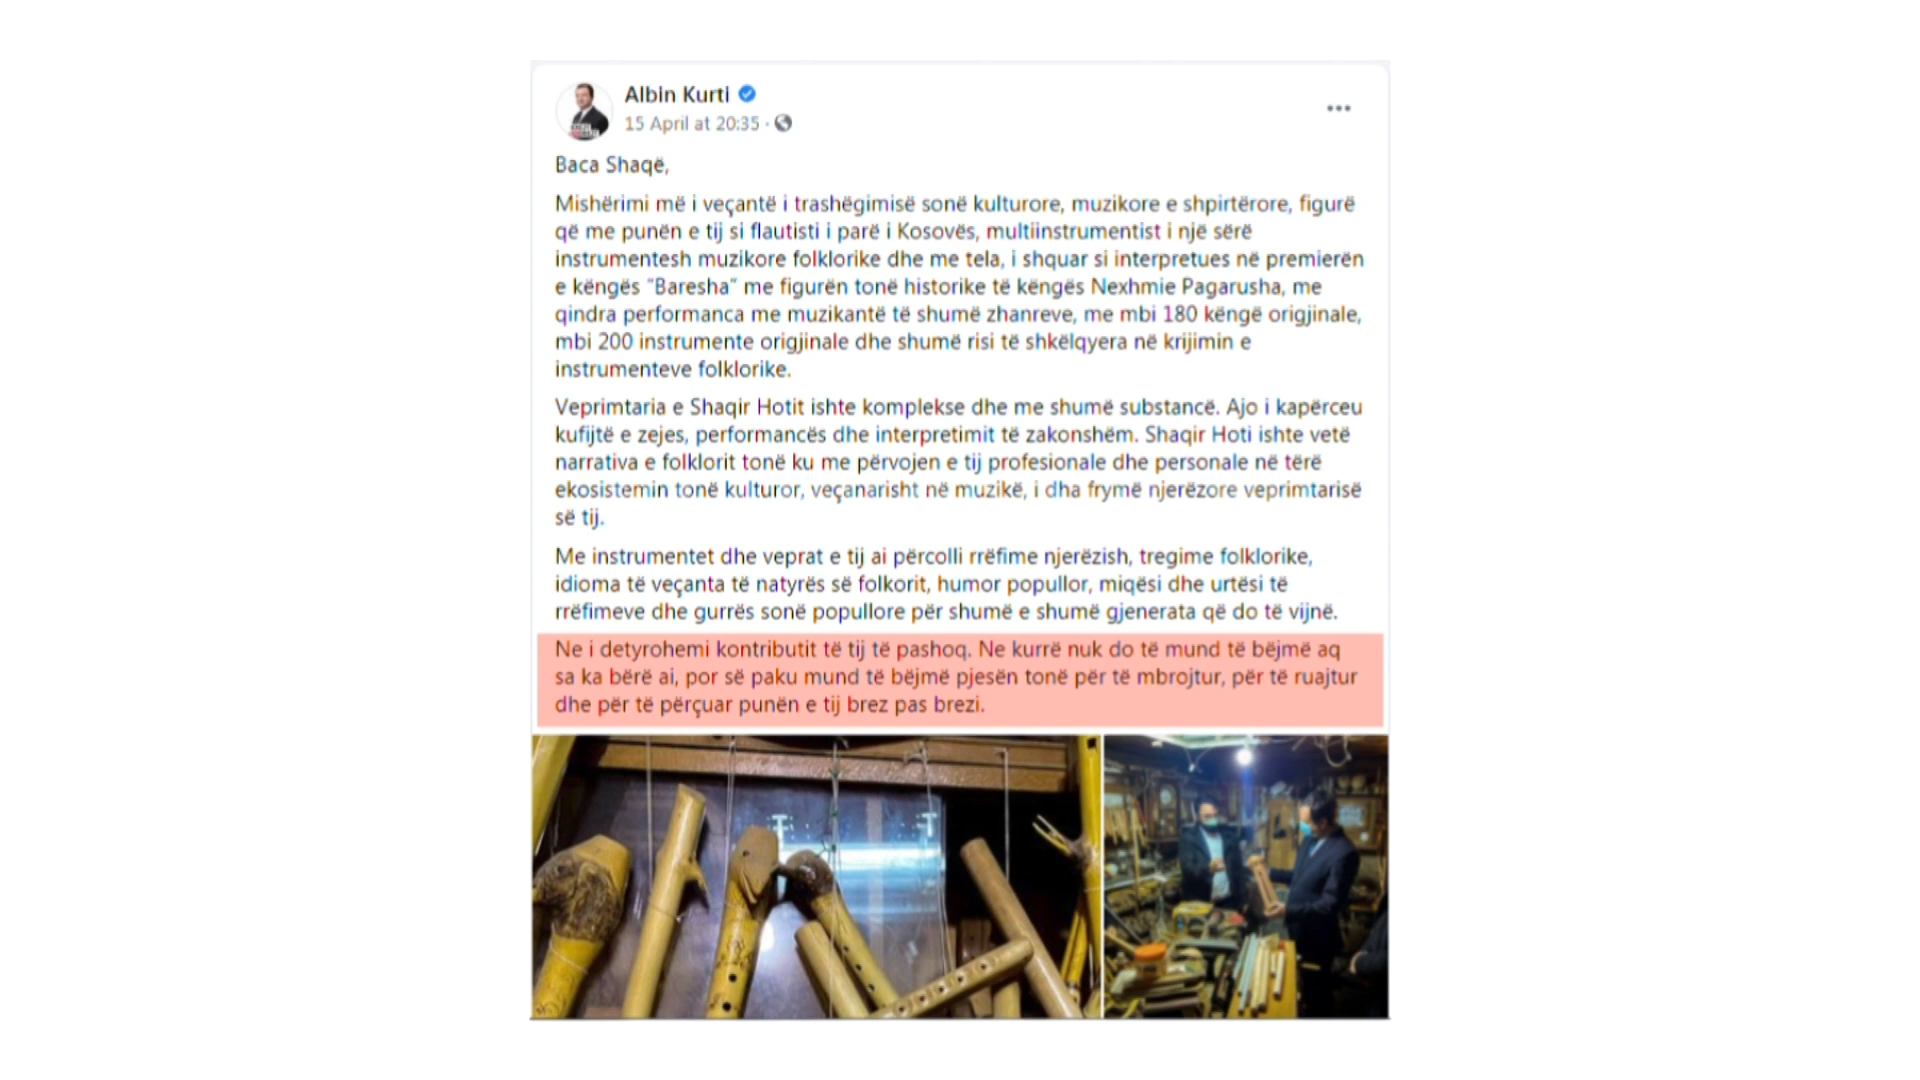 Albin Kurti
15 April at 20:35 ·
Baca Shaqë,
Mishërimi më i veçantë i trashëgimisë sonë kulturore, muzikore e shpirtërore, figurë
që me punën e tij si flautisti i parë i Kosovës, multiinstrumentist i një sërë
instrumentesh muzikore folklorike dhe me tela, i shquar si interpretues në premierën
e këngës "Baresha" me figurën tonë historike të këngës Nexhmie Pagarusha, me
qindra performanca me muzikantë të shumë zhanreve, me mbi 180 këngë origjinale,
mbi 200 instrumente origjinale dhe shumë risi të shkëlqyera në krijimin e
instrumenteve folklorike.
Veprimtaria e Shaqir Hotit ishte komplekse dhe me shumë substancë. Ajo i kapërceu
kufijtë e zejes, performancës dhe interpretimit të zakonshëm. Shaqir Hoti ishte vetë
narrativa e folklorit tonë ku me përvojen e tij profesionale dhe personale në tërë
ekosistemin tonë kulturor, veçanarisht në muzikë, i dha frymë njerëzore veprimtarisë
së tij.
Me instrumentet dhe veprat e tij ai përcolli rrëfime njerëzish, tregime folklorike,
idioma të veçanta të natyrës së folkorit, humor popullor, miqësi dhe urtësi të
rrëfimeve dhe gurrës sonë popullore për shumë e shumë gjenerata që do të vijnë.
Ne i detyrohemi kontributit të tij të pashoq. Ne kurrë nuk do të mund të bëjmë aq
sa ka bërë ai, por së paku mund të bëjmë pjesën tonë për të mbrojtur, për të ruajtur
dhe për të përçuar punën e tij brez pas brezi.